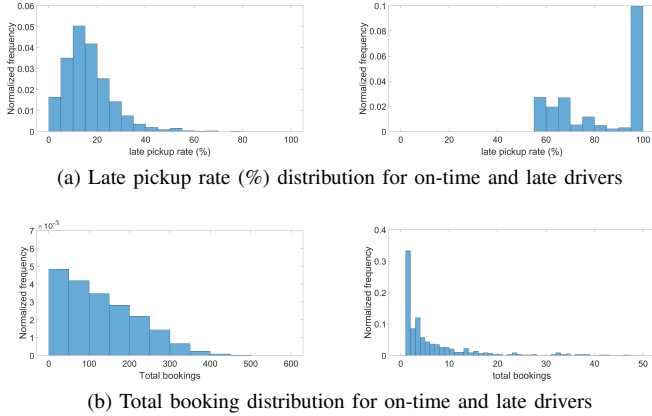 0.06
0.05
0.04
0.03
0.02
0.01
0
Normalized frequency
0 20 40 60 80 100
late pickup rate (%)
0.1
0.08
0.06
0.04
0.02
0
Normalized frequency
0 20 40 60 80 100
late pickup rate (%)
(a) Late pickup rate (%) distribution for on-time and late drivers
× 10⁻³
7
6
5
4
3
2
1
0
Normalized frequency
0 100 200 300 400 500 600
Total bookings
0.4
0.3
0.2
0.1
0
Normalized frequency
0 10 20 30 40 50
total bookings
(b) Total booking distribution for on-time and late drivers